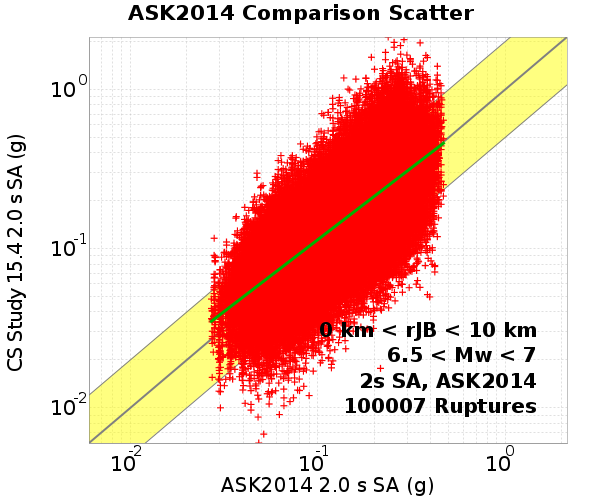 ASK2014 Comparison Scatter
CS Study 15.4 2.0 s SA (g)
10^0
10^-1
10^-2
0 km < rJB < 10 km
6.5 < Mw < 7
2s SA, ASK2014
100007 Ruptures
10^-2 10^-1 10^0
ASK2014 2.0 s SA (g)